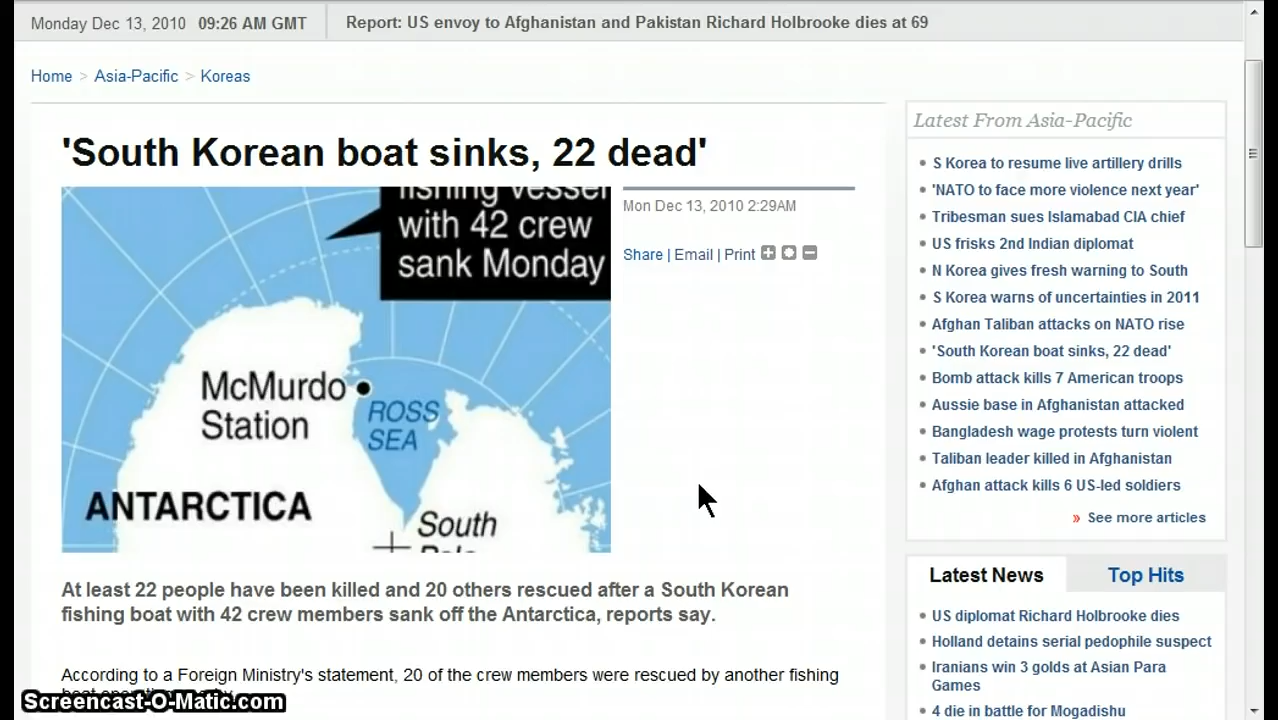 Monday Dec 13, 2010 09:26 AM GMT
Report: US envoy to Afghanistan and Pakistan Richard Holbrooke dies at 69
Home > Asia-Pacific > Koreas
'South Korean boat sinks, 22 dead'
fishing vessel
with 42 crew
sank Monday
McMurdo
Station
ROSS
SEA
ANTARCTICA
South
Mon Dec 13, 2010 2:29AM
Share | Email | Print
At least 22 people have been killed and 20 others rescued after a South Korean
fishing boat with 42 crew members sank off the Antarctica, reports say.
According to a Foreign Ministry's statement, 20 of the crew members were rescued by another fishing
Latest From Asia-Pacific
S Korea to resume live artillery drills
'NATO to face more violence next year'
Tribesman sues Islamabad CIA chief
US frisks 2nd Indian diplomat
N Korea gives fresh warning to South
S Korea warns of uncertainties in 2011
Afghan Taliban attacks on NATO rise
'South Korean boat sinks, 22 dead'
Bomb attack kills 7 American troops
Aussie base in Afghanistan attacked
Bangladesh wage protests turn violent
Taliban leader killed in Afghanistan
Afghan attack kills 6 US-led soldiers
» See more articles
Latest News
Top Hits
US diplomat Richard Holbrooke dies
Holland detains serial pedophile suspect
Iranians win 3 golds at Asian Para
Games
4 die in battle for Mogadishu
Screencast-O-Matic.com